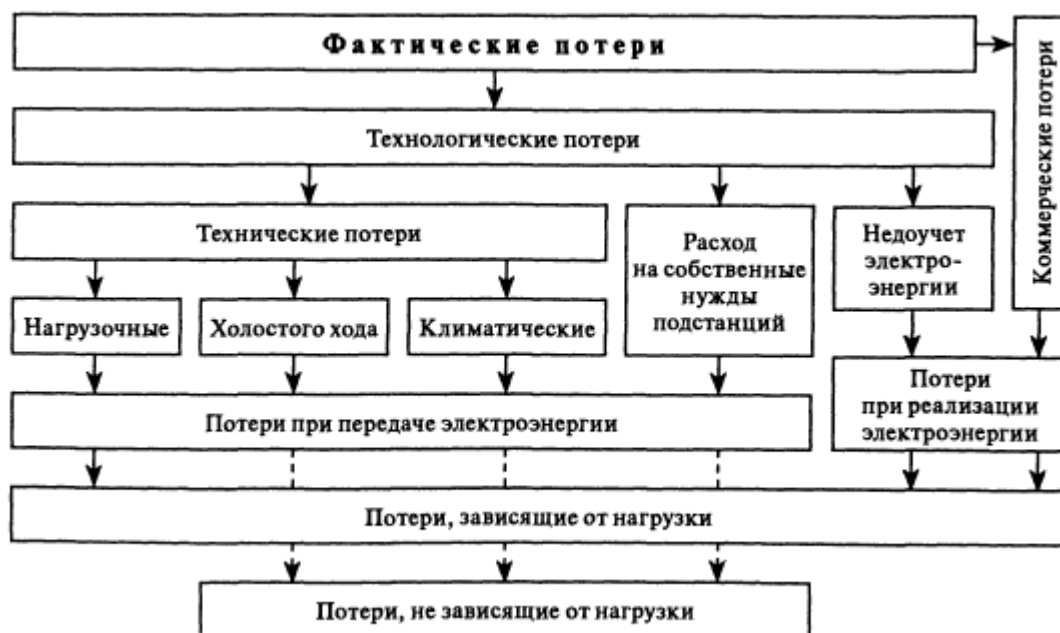 Фактические потери
Коммерческие потери
Технологические потери
Технические потери
Расход
на собственные
нужды
подстанций
Недоучет
электро-
энергии
Нагрузочные
Холостого хода
Климатические
Потери при передаче электроэнергии
Потери
при реализации
электроэнергии
Потери, зависящие от нагрузки
Потери, не зависящие от нагрузки